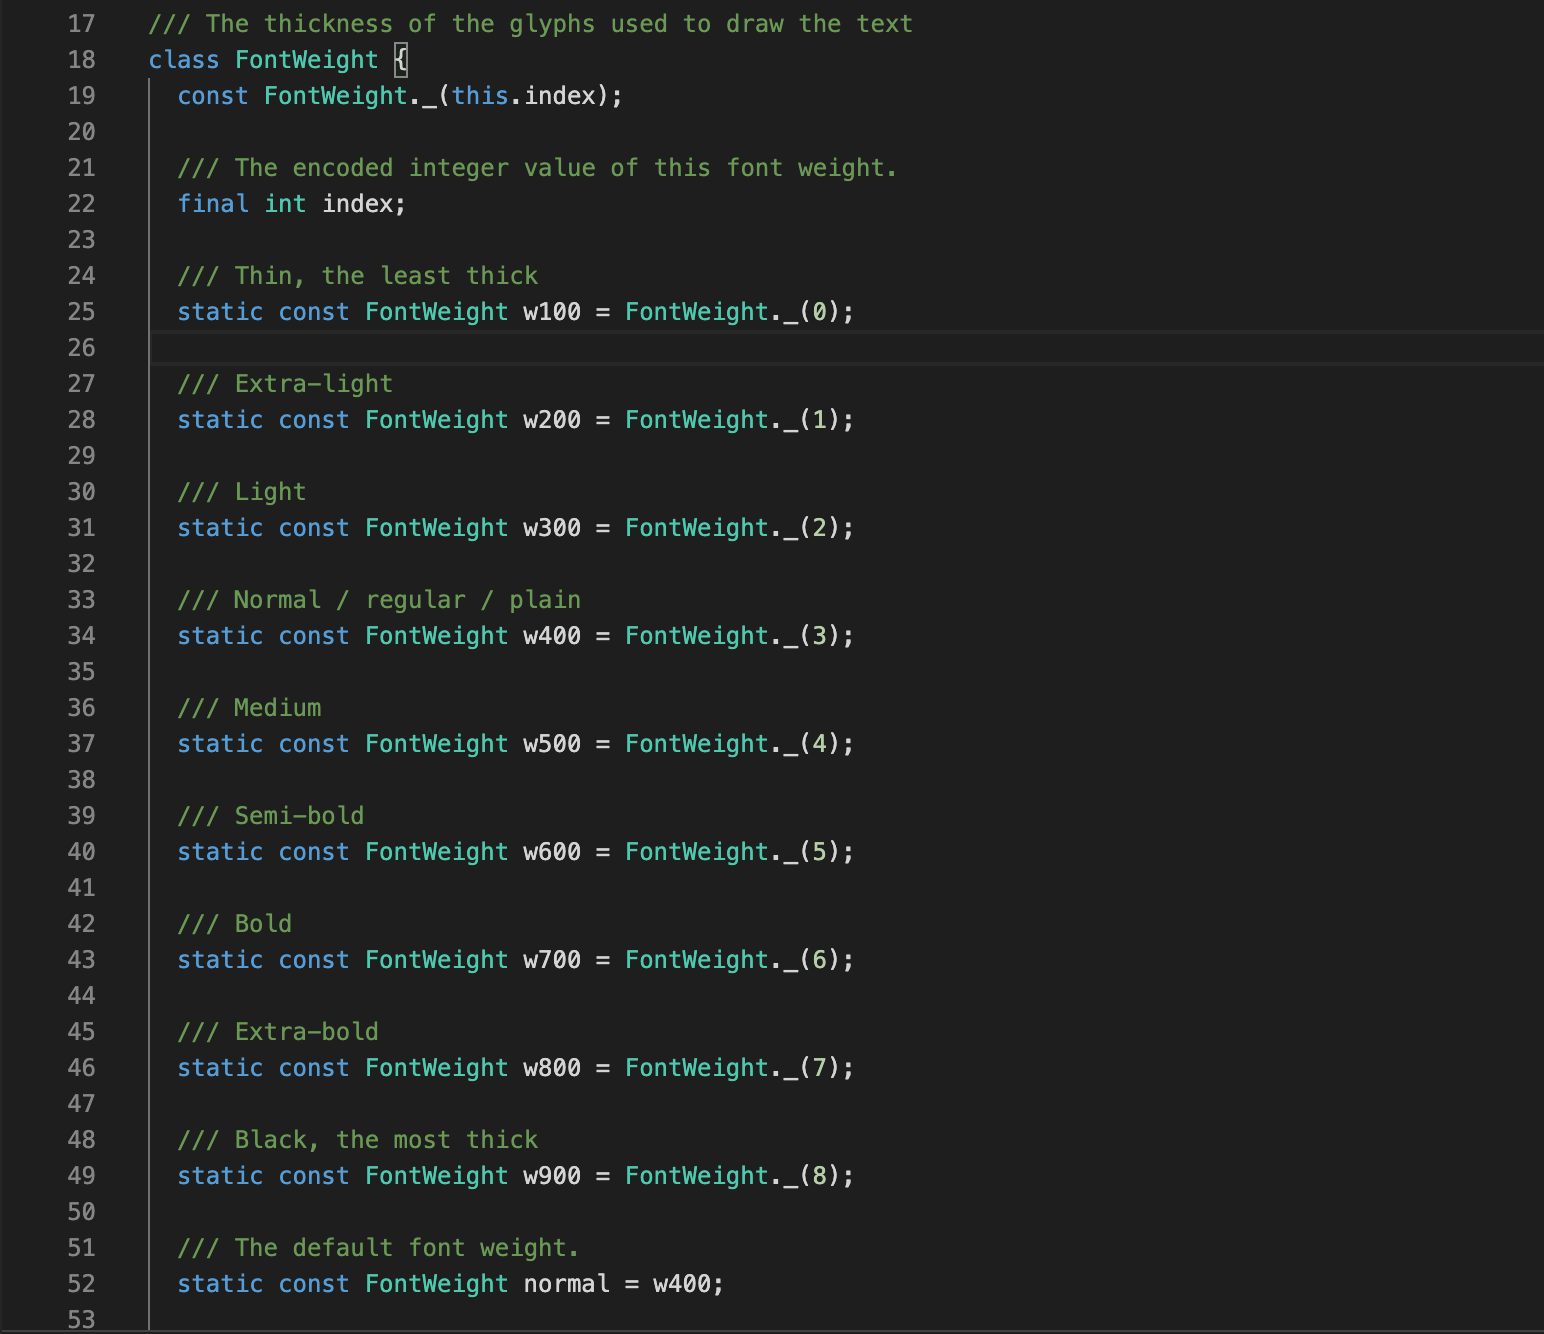 17 /// The thickness of the glyphs used to draw the text
18 class FontWeight {
19   const FontWeight._(this.index);
20
21   /// The encoded integer value of this font weight.
22   final int index;
23
24   /// Thin, the least thick
25   static const FontWeight w100 = FontWeight._(0);
26
27   /// Extra-light
28   static const FontWeight w200 = FontWeight._(1);
29
30   /// Light
31   static const FontWeight w300 = FontWeight._(2);
32
33   /// Normal / regular / plain
34   static const FontWeight w400 = FontWeight._(3);
35
36   /// Medium
37   static const FontWeight w500 = FontWeight._(4);
38
39   /// Semi-bold
40   static const FontWeight w600 = FontWeight._(5);
41
42   /// Bold
43   static const FontWeight w700 = FontWeight._(6);
44
45   /// Extra-bold
46   static const FontWeight w800 = FontWeight._(7);
47
48   /// Black, the most thick
49   static const FontWeight w900 = FontWeight._(8);
50
51   /// The default font weight.
52   static const FontWeight normal = w400;
53